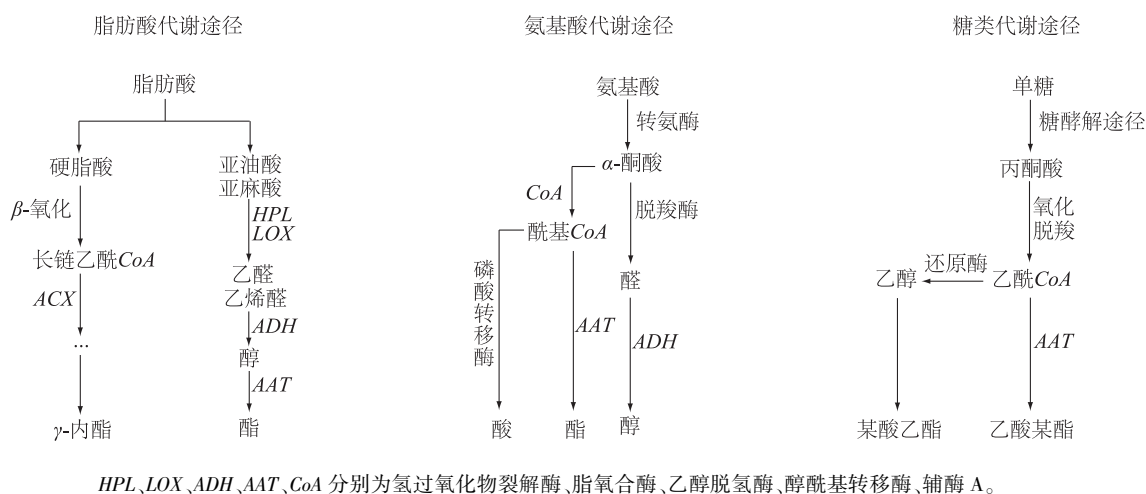 脂肪酸代谢途径
脂肪酸
硬脂酸
β-氧化
长链乙酰CoA
ACX
...
γ-内酯
亚油酸
亚麻酸
HPL
LOX
乙醛
乙烯醛
ADH
醇
AAT
酯
氨基酸代谢途径
氨基酸
转氨酶
α-酮酸
CoA
酰基CoA
脱羧酶
磷酸转移酶
AAT
醛
ADH
酸
酯
醇
糖类代谢途径
单糖
糖酵解途径
丙酮酸
氧化
脱羧
乙醇
还原酶
乙酰CoA
AAT
某酸乙酯
乙酸某酯
HPL、LOX、ADH、AAT、CoA 分别为氢过氧化物裂解酶、脂氧合酶、乙醇脱氢酶、醇酰基转移酶、辅酶 A。